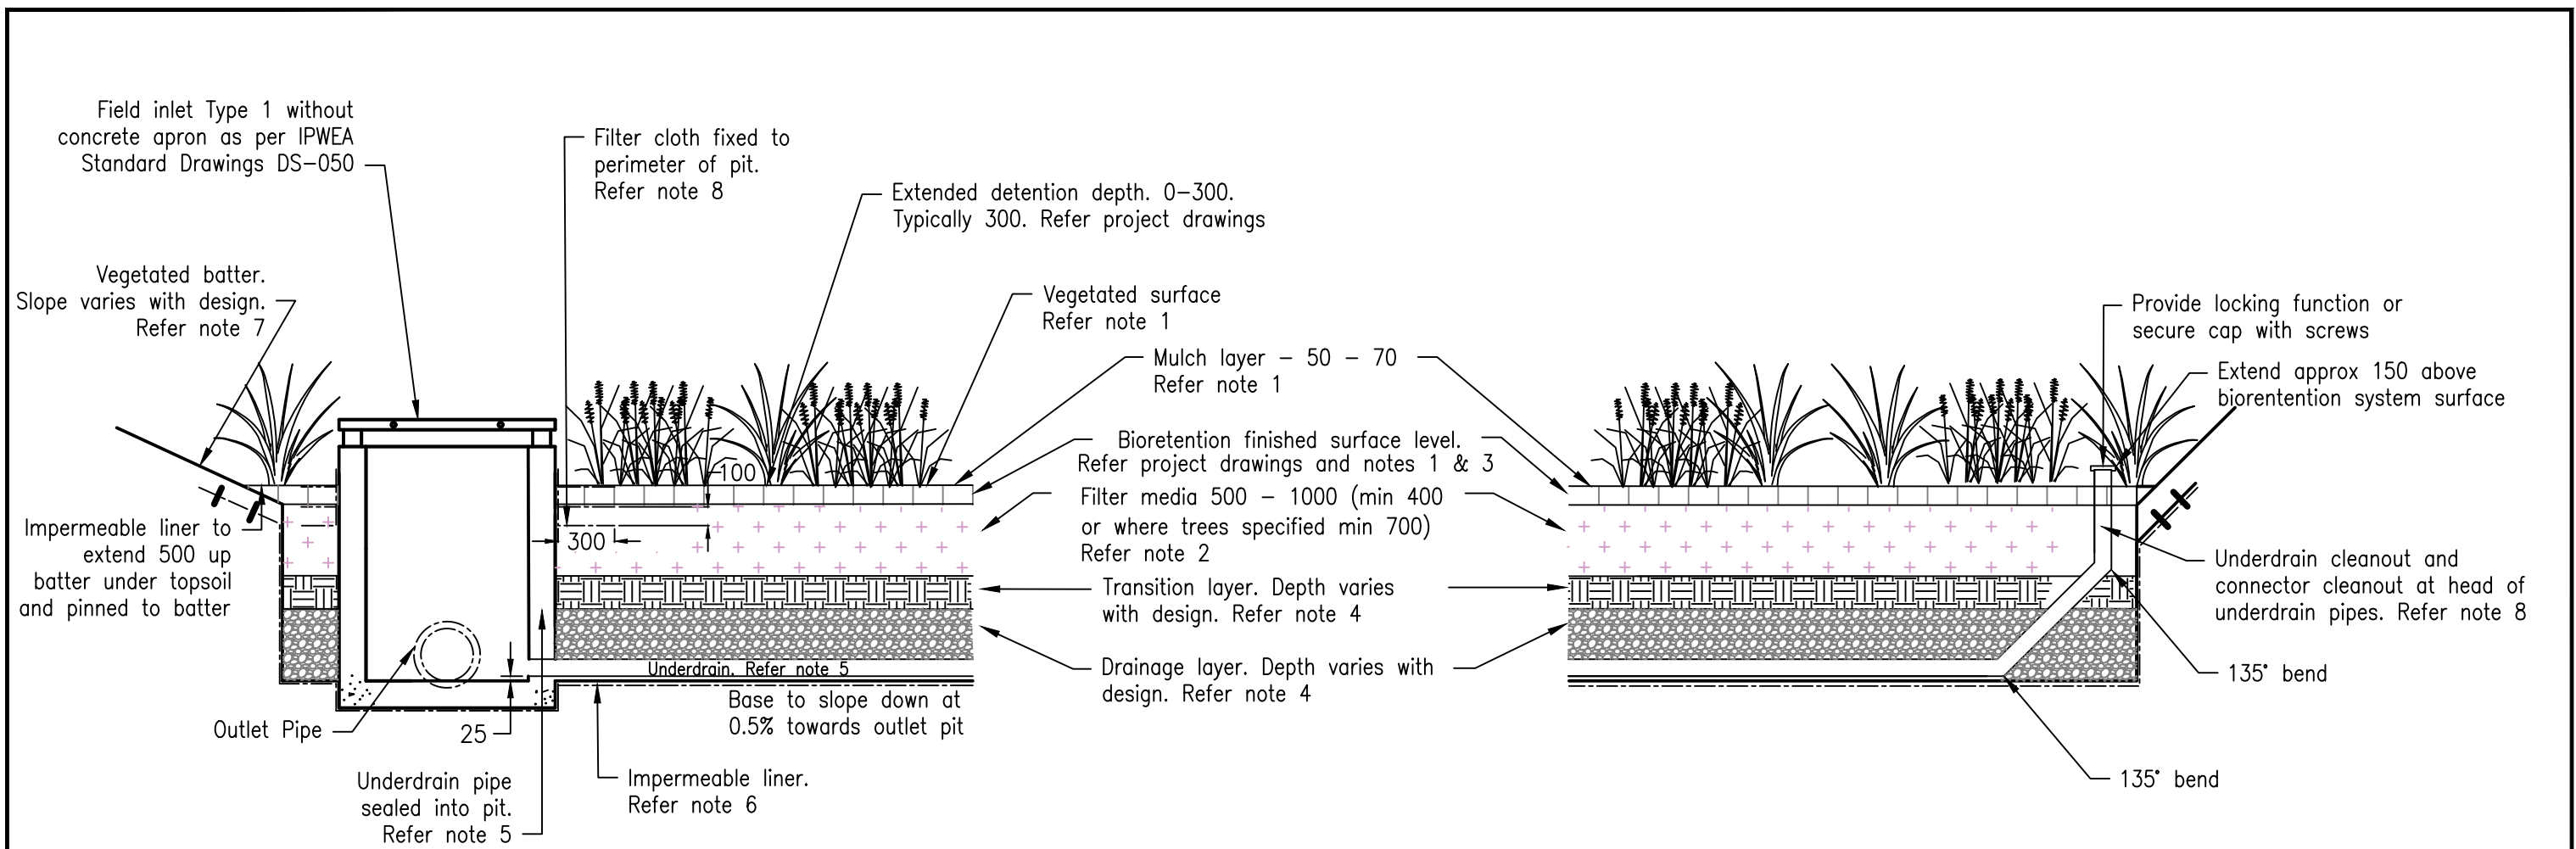 Field inlet Type 1 without
concrete apron as per IPWEA
Standard Drawings DS-050
Filter cloth fixed to
perimeter of pit.
Refer note 8
Extended detention depth. 0-300.
Typically 300. Refer project drawings
Vegetated batter.
Slope varies with design.
Refer note 7
Vegetated surface
Refer note 1
Mulch layer - 50 - 70
Refer note 1
Provide locking function or
secure cap with screws
Extend approx 150 above
biorentention system surface
Bioretention finished surface level.
Refer project drawings and notes 1 & 3
100
Filter media 500 - 1000 (min 400
or where trees specified min 700)
Refer note 2
300
Impermeable liner to
extend 500 up
batter under topsoil
and pinned to batter
Underdrain cleanout and
connector cleanout at head of
underdrain pipes. Refer note 8
Transition layer. Depth varies
with design. Refer note 4
Underdrain. Refer note 5
Drainage layer. Depth varies with
design. Refer note 4
135° bend
Base to slope down at
0.5% towards outlet pit
Outlet Pipe
25
Underdrain pipe
sealed into pit.
Refer note 5
Impermeable liner.
Refer note 6
135° bend